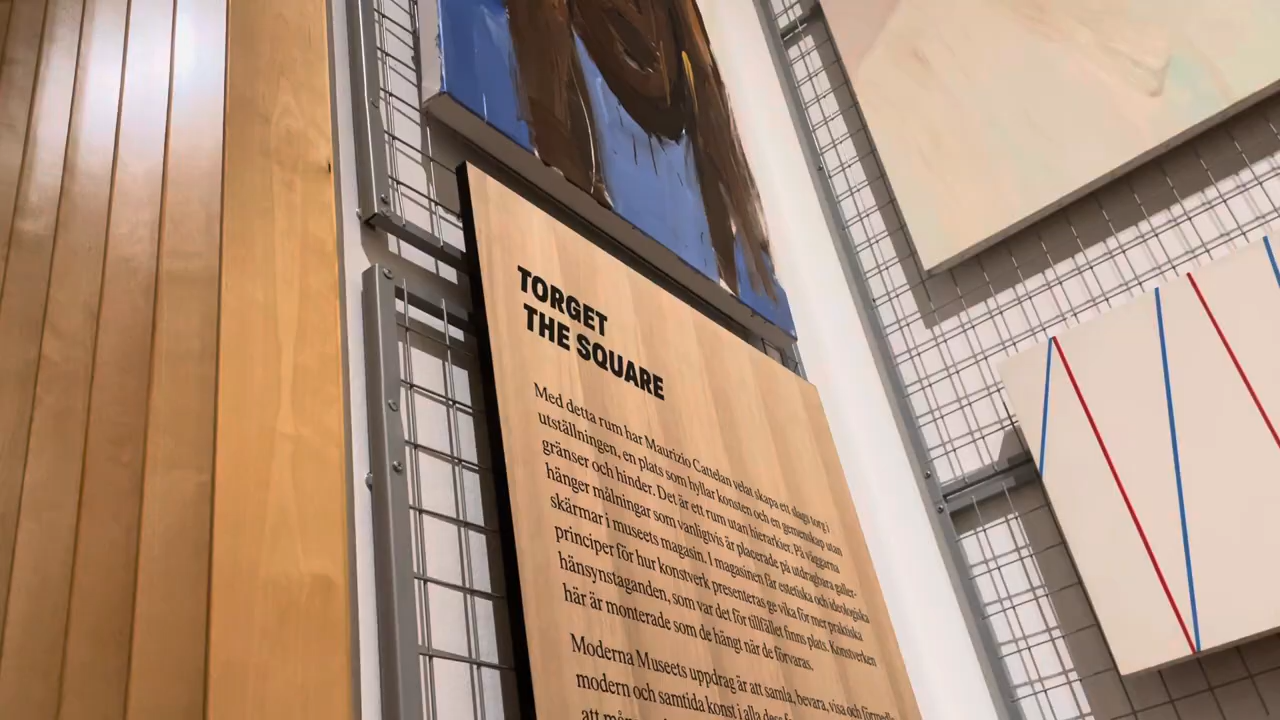 TORGET
THE SQUARE
Med detta rum har Maurizio Cattelan velat skapa ett slags torg i
utställningen, en plats som hyllar konsten och en gemenskap utan
gränser och hinder. Det är ett rum utan hierarkier. På väggarna
hänger målningar som vanligtvis är placerade på utdragbara galler-
skärmar i museets magasin. I magasinen får estetiska och ideologiska
principer för hur konstverk presenteras ge vika för mer praktiska
hänsynstaganden, som var det för tillfället finns plats. Konstverken
här är monterade som de hängt när de förvaras.
Moderna Museets uppdrag är att samla, bevara, visa och förmedla
modern och samtida konst i alla dess